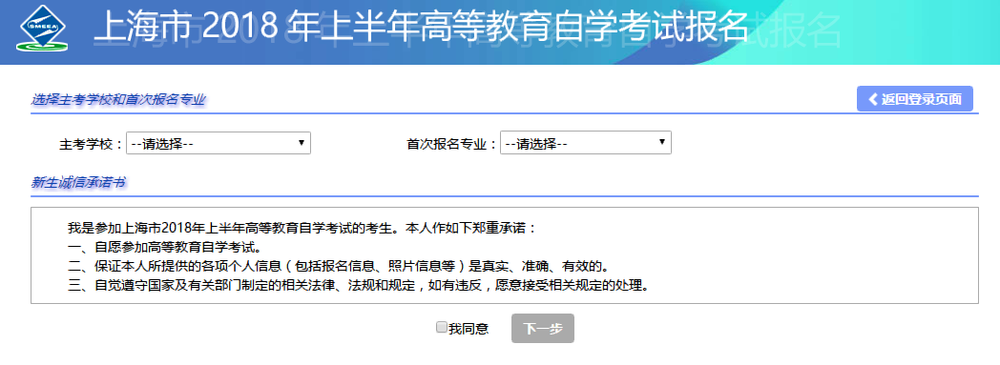 SMEEA
上海市 2018 年上半年高等教育自学考试报名
选择主考学校和首次报名专业
返回登录页面
主考学校：--请选择-- 首次报名专业：--请选择--
新生诚信承诺书
我是参加上海市2018年上半年高等教育自学考试的考生。本人作如下郑重承诺：
一、自愿参加高等教育自学考试。
二、保证本人所提供的各项个人信息（包括报名信息、照片信息等）是真实、准确、有效的。
三、自觉遵守国家及有关部门制定的相关法律、法规和规定，如有违反，愿意接受相关规定的处理。
我同意 下一步